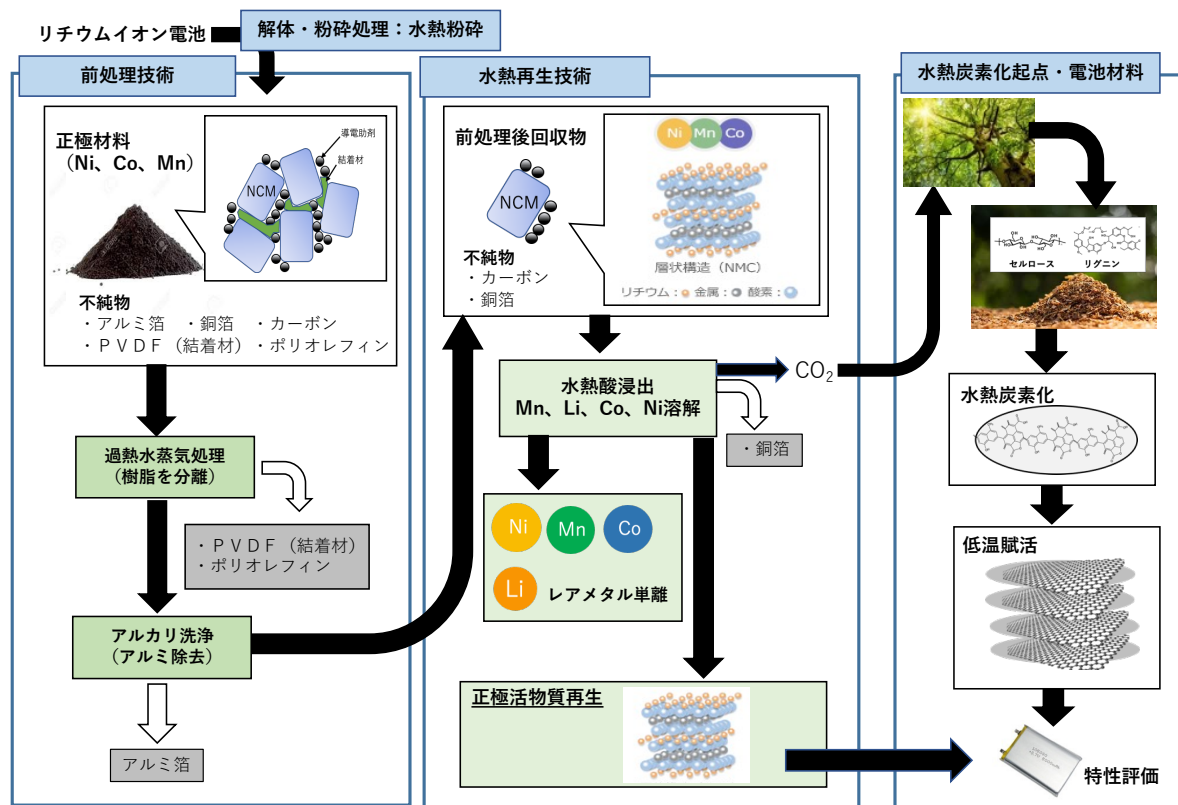 リチウムイオン電池
解体・粉砕処理：水熱粉砕
前処理技術
正極材料
（Ni、Co、Mn）
導電助剤
結着材
NCM
不純物
・アルミ箔　・銅箔　・カーボン
・ＰＶＤＦ（結着材）・ポリオレフィン
過熱水蒸気処理
（樹脂を分離）
・ＰＶＤＦ（結着材）
・ポリオレフィン
アルカリ洗浄
（アルミ除去）
アルミ箔
水熱再生技術
前処理後回収物
NCM
不純物
・カーボン
・銅箔
Ni Mn Co
層状構造（NMC）
リチウム： 金属： 酸素：
水熱酸浸出
Mn、Li、Co、Ni溶解
CO₂
・銅箔
Ni Mn Co
Li レアメタル単離
正極活物質再生
水熱炭素化起点・電池材料
セルロース リグニン
水熱炭素化
低温賦活
特性評価